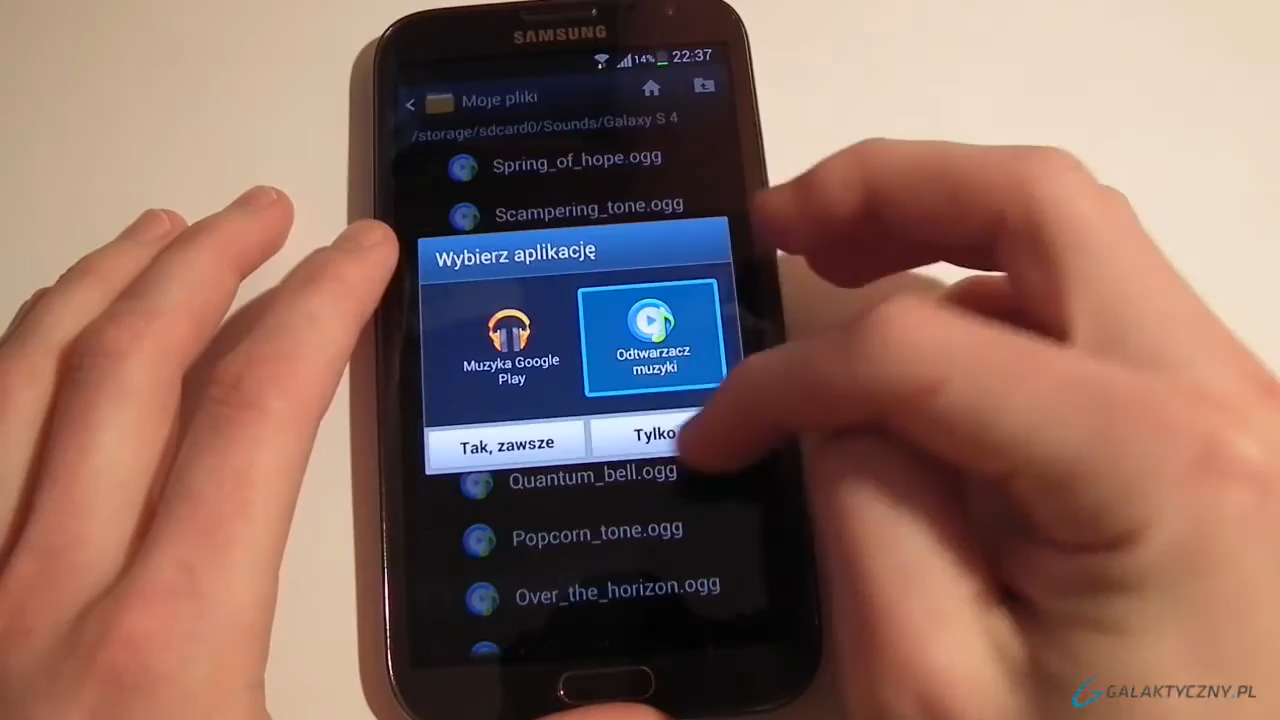 SAMSUNG
14% 22:37
Moje pliki
/storage/sdcard0/Sounds/Galaxy S 4
Spring_of_hope.ogg
Scampering_tone.ogg
Wybierz aplikację
Muzyka Google
Play
Odtwarzacz
muzyki
Tak, zawsze
Tylko
Quantum_bell.ogg
Popcorn_tone.ogg
Over_the_horizon.ogg
GALAKTYCZNY.PL